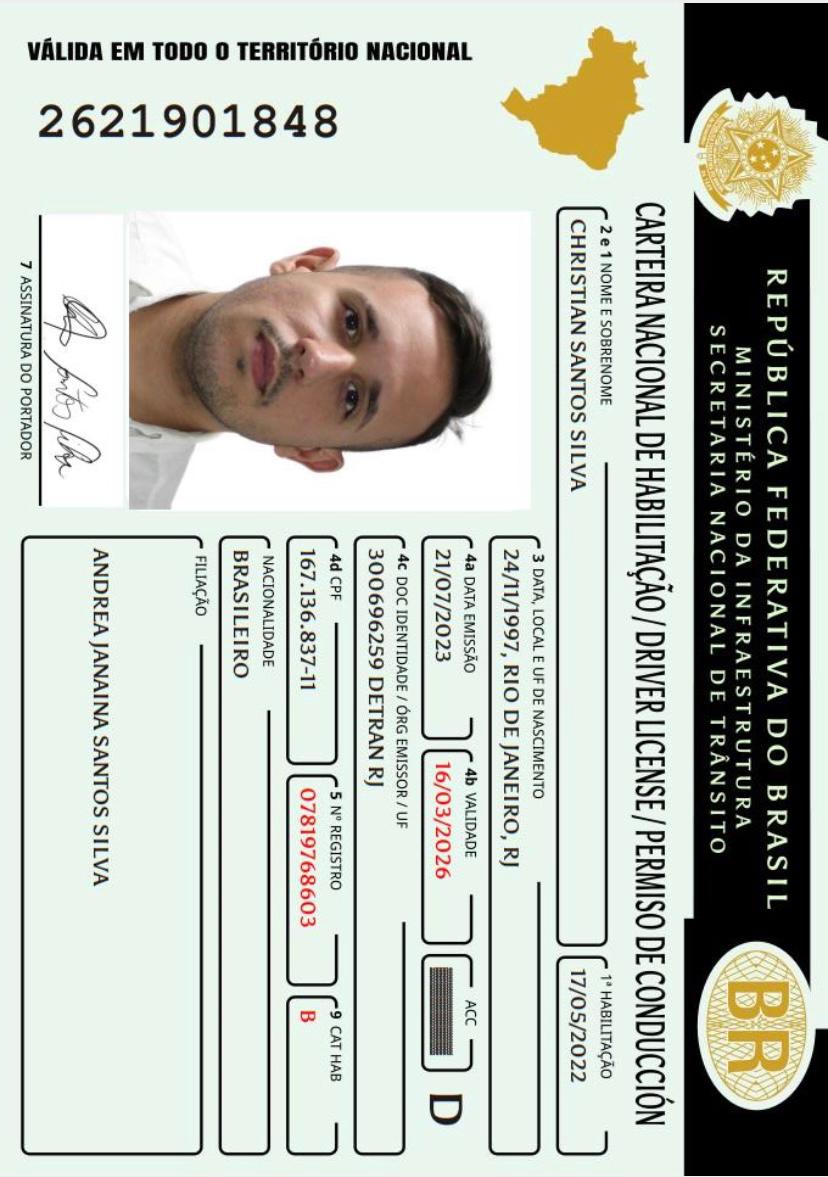 REPÚBLICA FEDERATIVA DO BRASIL
MINISTÉRIO DA INFRAESTRUTURA
SECRETARIA NACIONAL DE TRÂNSITO
BR
CARTEIRA NACIONAL DE HABILITAÇÃO / DRIVER LICENSE / PERMISO DE CONDUCCIÓN
2 e 1 NOME E SOBRENOME
CHRISTIAN SANTOS SILVA
1ª HABILITAÇÃO
17/05/2022
3 DATA, LOCAL E UF DE NASCIMENTO
24/11/1997, RIO DE JANEIRO, RJ
4a DATA EMISSÃO
21/07/2023
4b VALIDADE
16/03/2026
ACC
D
4c DOC IDENTIDADE / ÓRG EMISSOR / UF
300696259 DETRAN RJ
4d CPF
167.136.837-11
5 Nº REGISTRO
07819768603
9 CAT HAB
B
NACIONALIDADE
BRASILEIRO
FILIAÇÃO
ANDREA JANAINA SANTOS SILVA
7 ASSINATURA DO PORTADOR
VÁLIDA EM TODO O TERRITÓRIO NACIONAL
2621901848